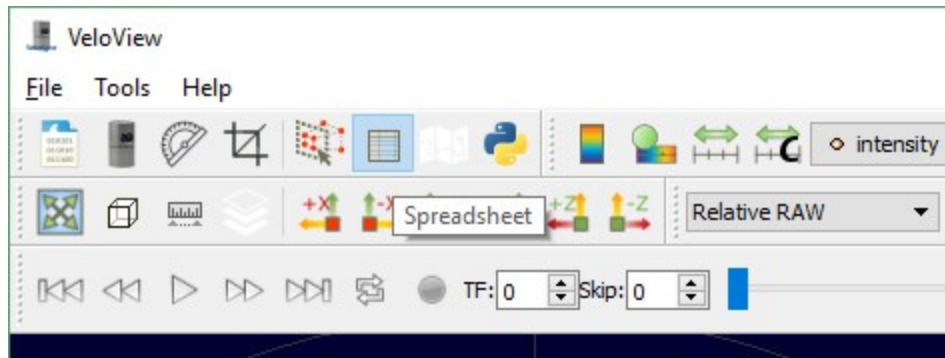 VeloView
File Tools Help
C intensity
+X -X +Z -Z Relative RAW
Spreadsheet
TF: 0 Skip: 0